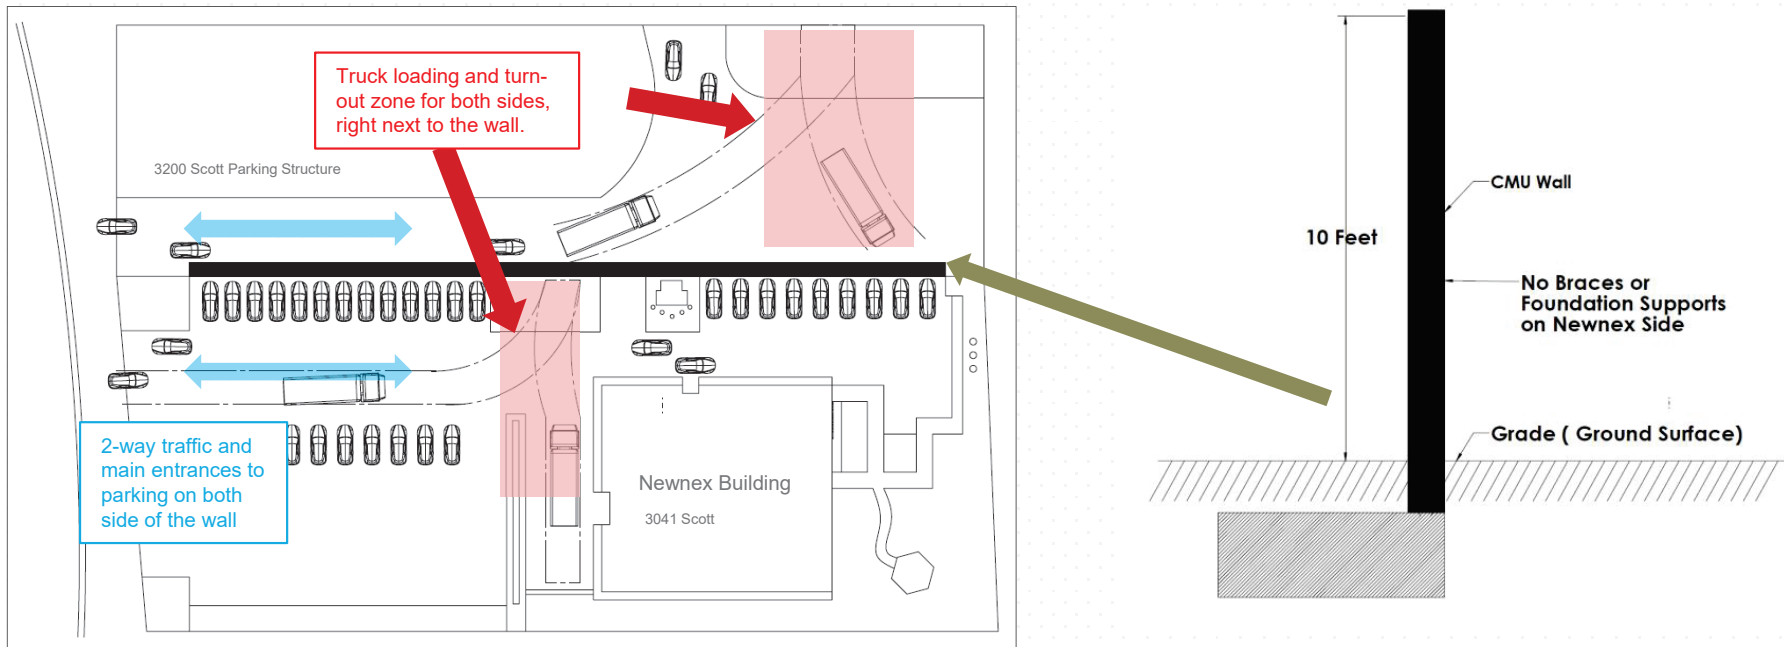 Truck loading and turn-
out zone for both sides,
right next to the wall.
3200 Scott Parking Structure
2-way traffic and
main entrances to
parking on both
side of the wall
Newnex Building
3041 Scott
10 Feet
CMU Wall
No Braces or
Foundation Supports
on Newnex Side
Grade ( Ground Surface)